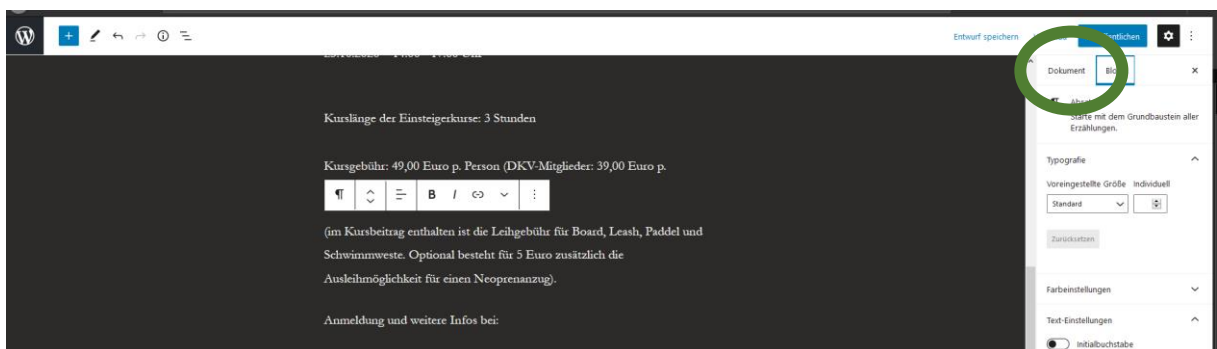 Entwurf speichern
Kurslänge der Einsteigerkurse: 3 Stunden
Kursgebühr: 49,00 Euro p. Person (DKV-Mitglieder: 39,00 Euro p.
B I
(im Kursbeitrag enthalten ist die Leihgebühr für Board, Leash, Paddel und
Schwimmweste. Optional besteht für 5 Euro zusätzlich die
Ausleihmöglichkeit für einen Neoprenanzug).
Anmeldung und weitere Infos bei:
Dokument
Starte mit dem Grundbaustein aller
Erzählungen.
Typografie
Voreingestellte Größe Individuell
Standard
Zurücksetzen
Farbeinstellungen
Text-Einstellungen
Initialbuchstabe